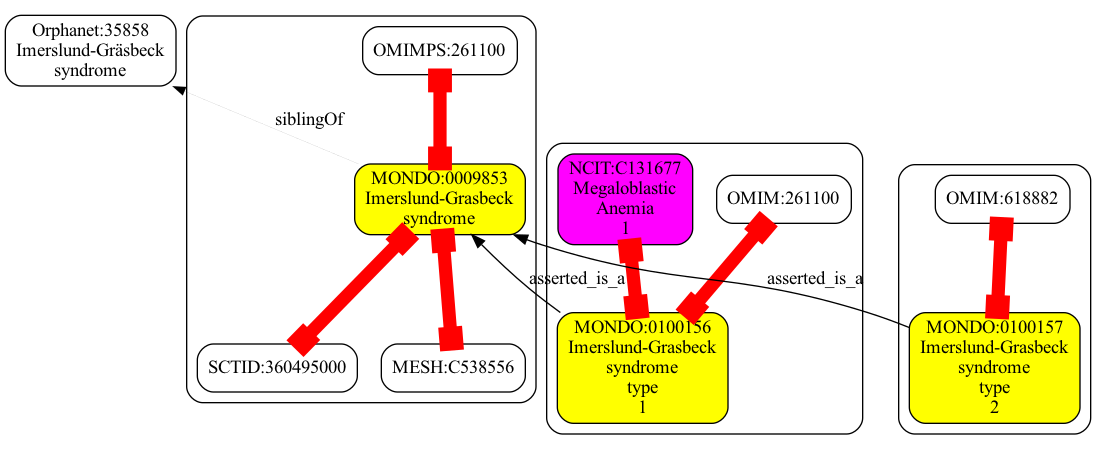 Orphanet:35858
Imerslund-Gräsbeck
syndrome
OMIMPS:261100
siblingOf
MONDO:0009853
Imerslund-Grasbeck
syndrome
SCTID:360495000
MESH:C538556
NCIT:C131677
Megaloblastic
Anemia
1
OMIM:261100
asserted_is_a
MONDO:0100156
Imerslund-Grasbeck
syndrome
type
1
OMIM:618882
asserted_is_a
MONDO:0100157
Imerslund-Grasbeck
syndrome
type
2